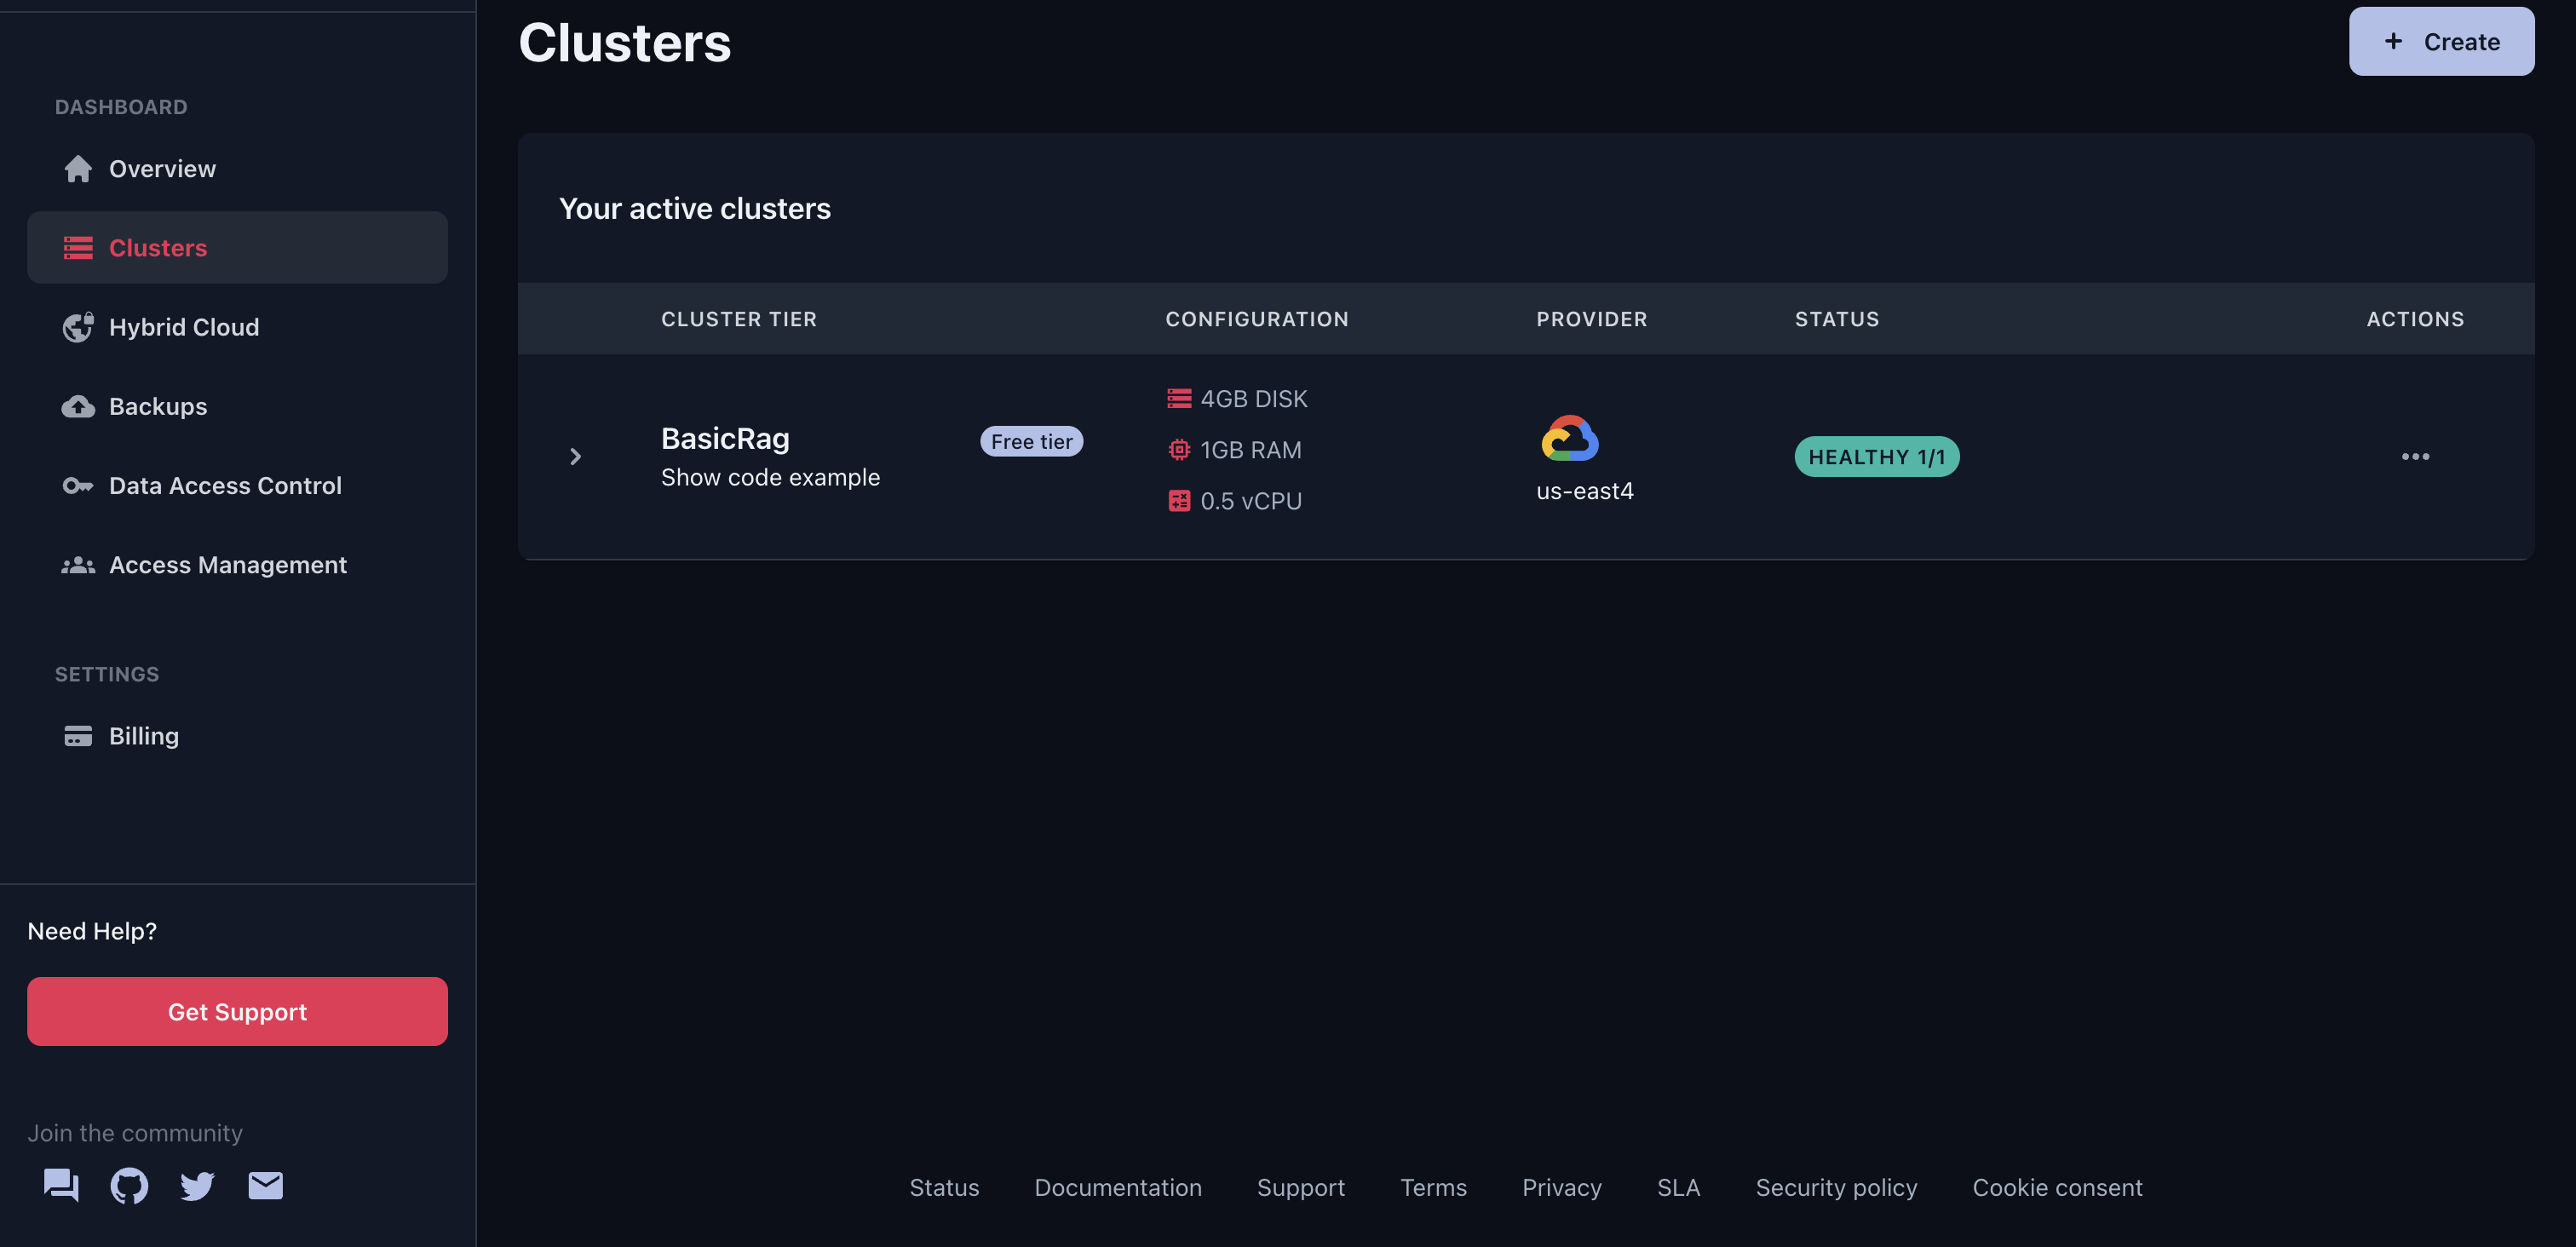 Clusters
+ Create
DASHBOARD
Overview
Clusters
Hybrid Cloud
Backups
Data Access Control
Access Management
SETTINGS
Billing
Need Help?
Get Support
Join the community
Your active clusters
CLUSTER TIER CONFIGURATION PROVIDER STATUS ACTIONS
BasicRag Free tier
Show code example
4GB DISK
1GB RAM
0.5 vCPU
us-east4
HEALTHY 1/1
Status Documentation Support Terms Privacy SLA Security policy Cookie consent